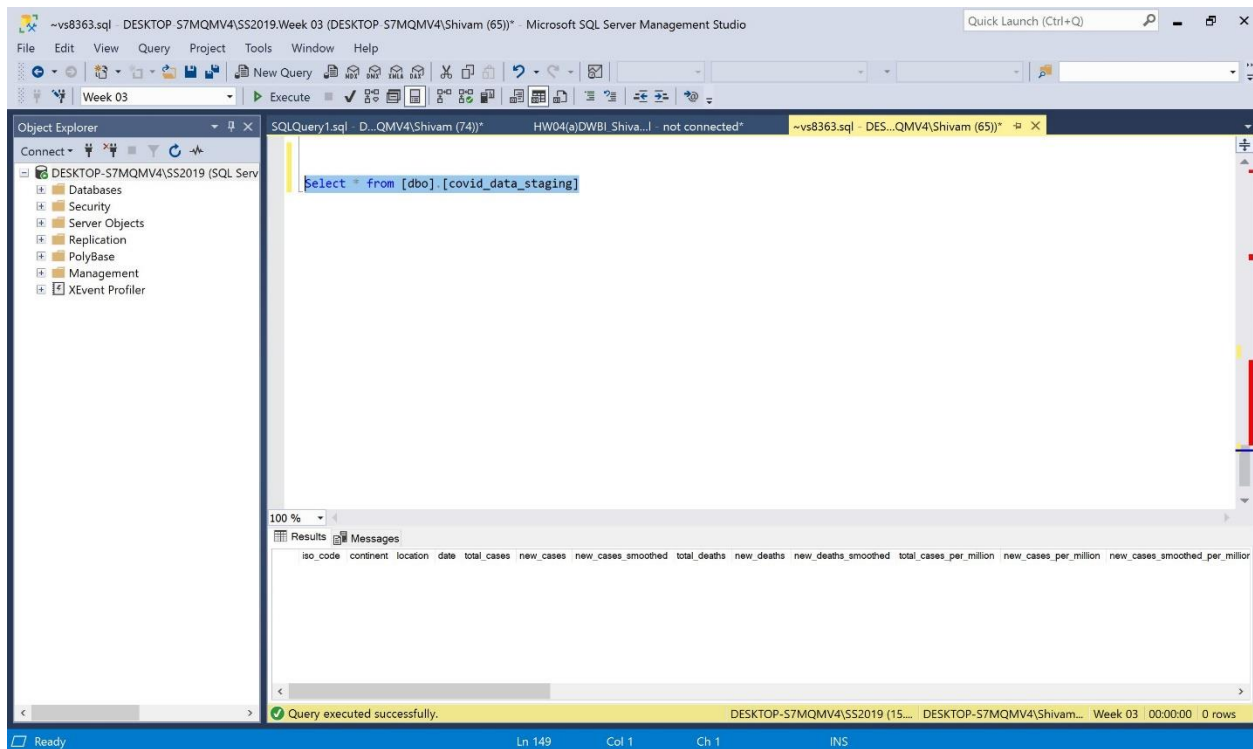 ~vs8363.sql - DESKTOP-S7MQMV4\SS2019.Week 03 (DESKTOP-S7MQMV4\Shivam (65))* - Microsoft SQL Server Management Studio
Quick Launch (Ctrl+Q)
File Edit View Query Project Tools Window Help
New Query
Week 03
Execute
Object Explorer
Connect
DESKTOP-S7MQMV4\SS2019 (SQL Serv
Databases
Security
Server Objects
Replication
PolyBase
Management
XEvent Profiler
SQLQuery1.sql - D...QMV4\Shivam (74))* HW04(a)DWBI_Shiva...l - not connected* ~vs8363.sql - DES...QMV4\Shivam (65))*
Select * from [dbo].[covid_data_staging]
100 %
Results Messages
iso_code continent location date total_cases new_cases new_cases_smoothed total_deaths new_deaths new_deaths_smoothed total_cases_per_million new_cases_per_million new_cases_smoothed_per_million
Query executed successfully. DESKTOP-S7MQMV4\SS2019 (15.... DESKTOP-S7MQMV4\Shivam... Week 03 00:00:00 0 rows
Ready Ln 149 Col 1 Ch 1 INS